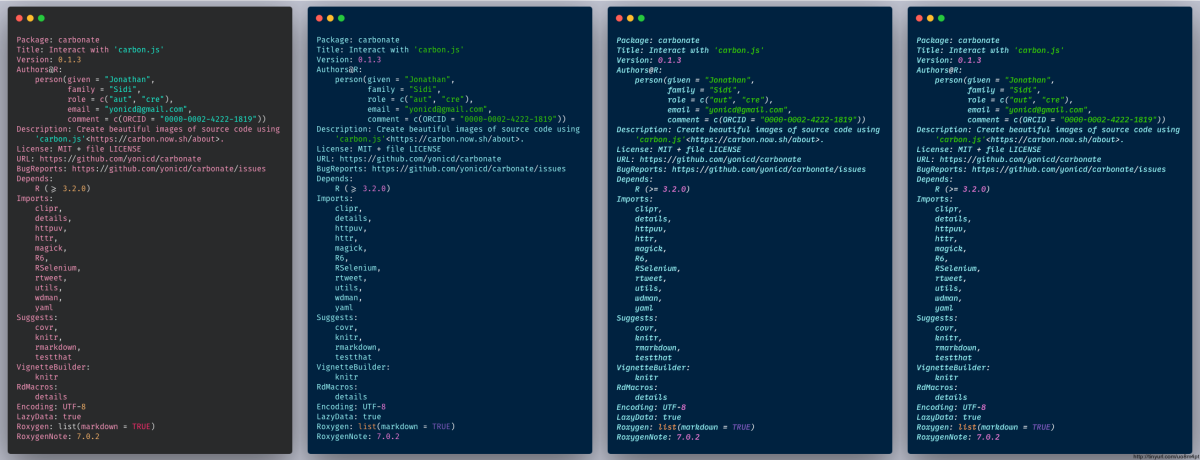 Package: carbonate
Title: Interact with 'carbon.js'
Version: 0.1.3
Authors@R:
    person(given = "Jonathan",
           family = "Sidi",
           role = c("aut", "cre"),
           email = "yonicd@gmail.com",
           comment = c(ORCID = "0000-0002-4222-1819"))
Description: Create beautiful images of source code using
    'carbon.js'<https://carbon.now.sh/about>.
License: MIT + file LICENSE
URL: https://github.com/yonicd/carbonate
BugReports: https://github.com/yonicd/carbonate/issues
Depends:
    R (⩾ 3.2.0)
Imports:
    clipr,
    details,
    httpuv,
    httr,
    magick,
    R6,
    RSelenium,
    rtweet,
    utils,
    wdman,
    yaml
Suggests:
    covr,
    knitr,
    rmarkdown,
    testthat
VignetteBuilder:
    knitr
RdMacros:
    details
Encoding: UTF-8
LazyData: true
Roxygen: list(markdown = TRUE)
RoxygenNote: 7.0.2
Package: carbonate
Title: Interact with 'carbon.js'
Version: 0.1.3
Authors@R:
    person(given = "Jonathan",
           family = "Sidi",
           role = c("aut", "cre"),
           email = "yonicd@gmail.com",
           comment = c(ORCID = "0000-0002-4222-1819"))
Description: Create beautiful images of source code using
    'carbon.js'<https://carbon.now.sh/about>.
License: MIT + file LICENSE
URL: https://github.com/yonicd/carbonate
BugReports: https://github.com/yonicd/carbonate/issues
Depends:
    R (⩾ 3.2.0)
Imports:
    clipr,
    details,
    httpuv,
    httr,
    magick,
    R6,
    RSelenium,
    rtweet,
    utils,
    wdman,
    yaml
Suggests:
    covr,
    knitr,
    rmarkdown,
    testthat
VignetteBuilder:
    knitr
RdMacros:
    details
Encoding: UTF-8
LazyData: true
Roxygen: list(markdown = TRUE)
RoxygenNote: 7.0.2
Package: carbonate
Title: Interact with 'carbon.js'
Version: 0.1.3
Authors@R:
    person(given = "Jonathan",
           family = "Sidi",
           role = c("aut", "cre"),
           email = "yonicd@gmail.com",
           comment = c(ORCID = "0000-0002-4222-1819"))
Description: Create beautiful images of source code using
    'carbon.js'<https://carbon.now.sh/about>.
License: MIT + file LICENSE
URL: https://github.com/yonicd/carbonate
BugReports: https://github.com/yonicd/carbonate/issues
Depends:
    R (>= 3.2.0)
Imports:
    clipr,
    details,
    httpuv,
    httr,
    magick,
    R6,
    RSelenium,
    rtweet,
    utils,
    wdman,
    yaml
Suggests:
    covr,
    knitr,
    rmarkdown,
    testthat
VignetteBuilder:
    knitr
RdMacros:
    details
Encoding: UTF-8
LazyData: true
Roxygen: list(markdown = TRUE)
RoxygenNote: 7.0.2
Package: carbonate
Title: Interact with 'carbon.js'
Version: 0.1.3
Authors@R:
    person(given = "Jonathan",
           family = "Sidi",
           role = c("aut", "cre"),
           email = "yonicd@gmail.com",
           comment = c(ORCID = "0000-0002-4222-1819"))
Description: Create beautiful images of source code using
    'carbon.js'<https://carbon.now.sh/about>.
License: MIT + file LICENSE
URL: https://github.com/yonicd/carbonate
BugReports: https://github.com/yonicd/carbonate/issues
Depends:
    R (>= 3.2.0)
Imports:
    clipr,
    details,
    httpuv,
    httr,
    magick,
    R6,
    RSelenium,
    rtweet,
    utils,
    wdman,
    yaml
Suggests:
    covr,
    knitr,
    rmarkdown,
    testthat
VignetteBuilder:
    knitr
RdMacros:
    details
Encoding: UTF-8
LazyData: true
Roxygen: list(markdown = TRUE)
RoxygenNote: 7.0.2